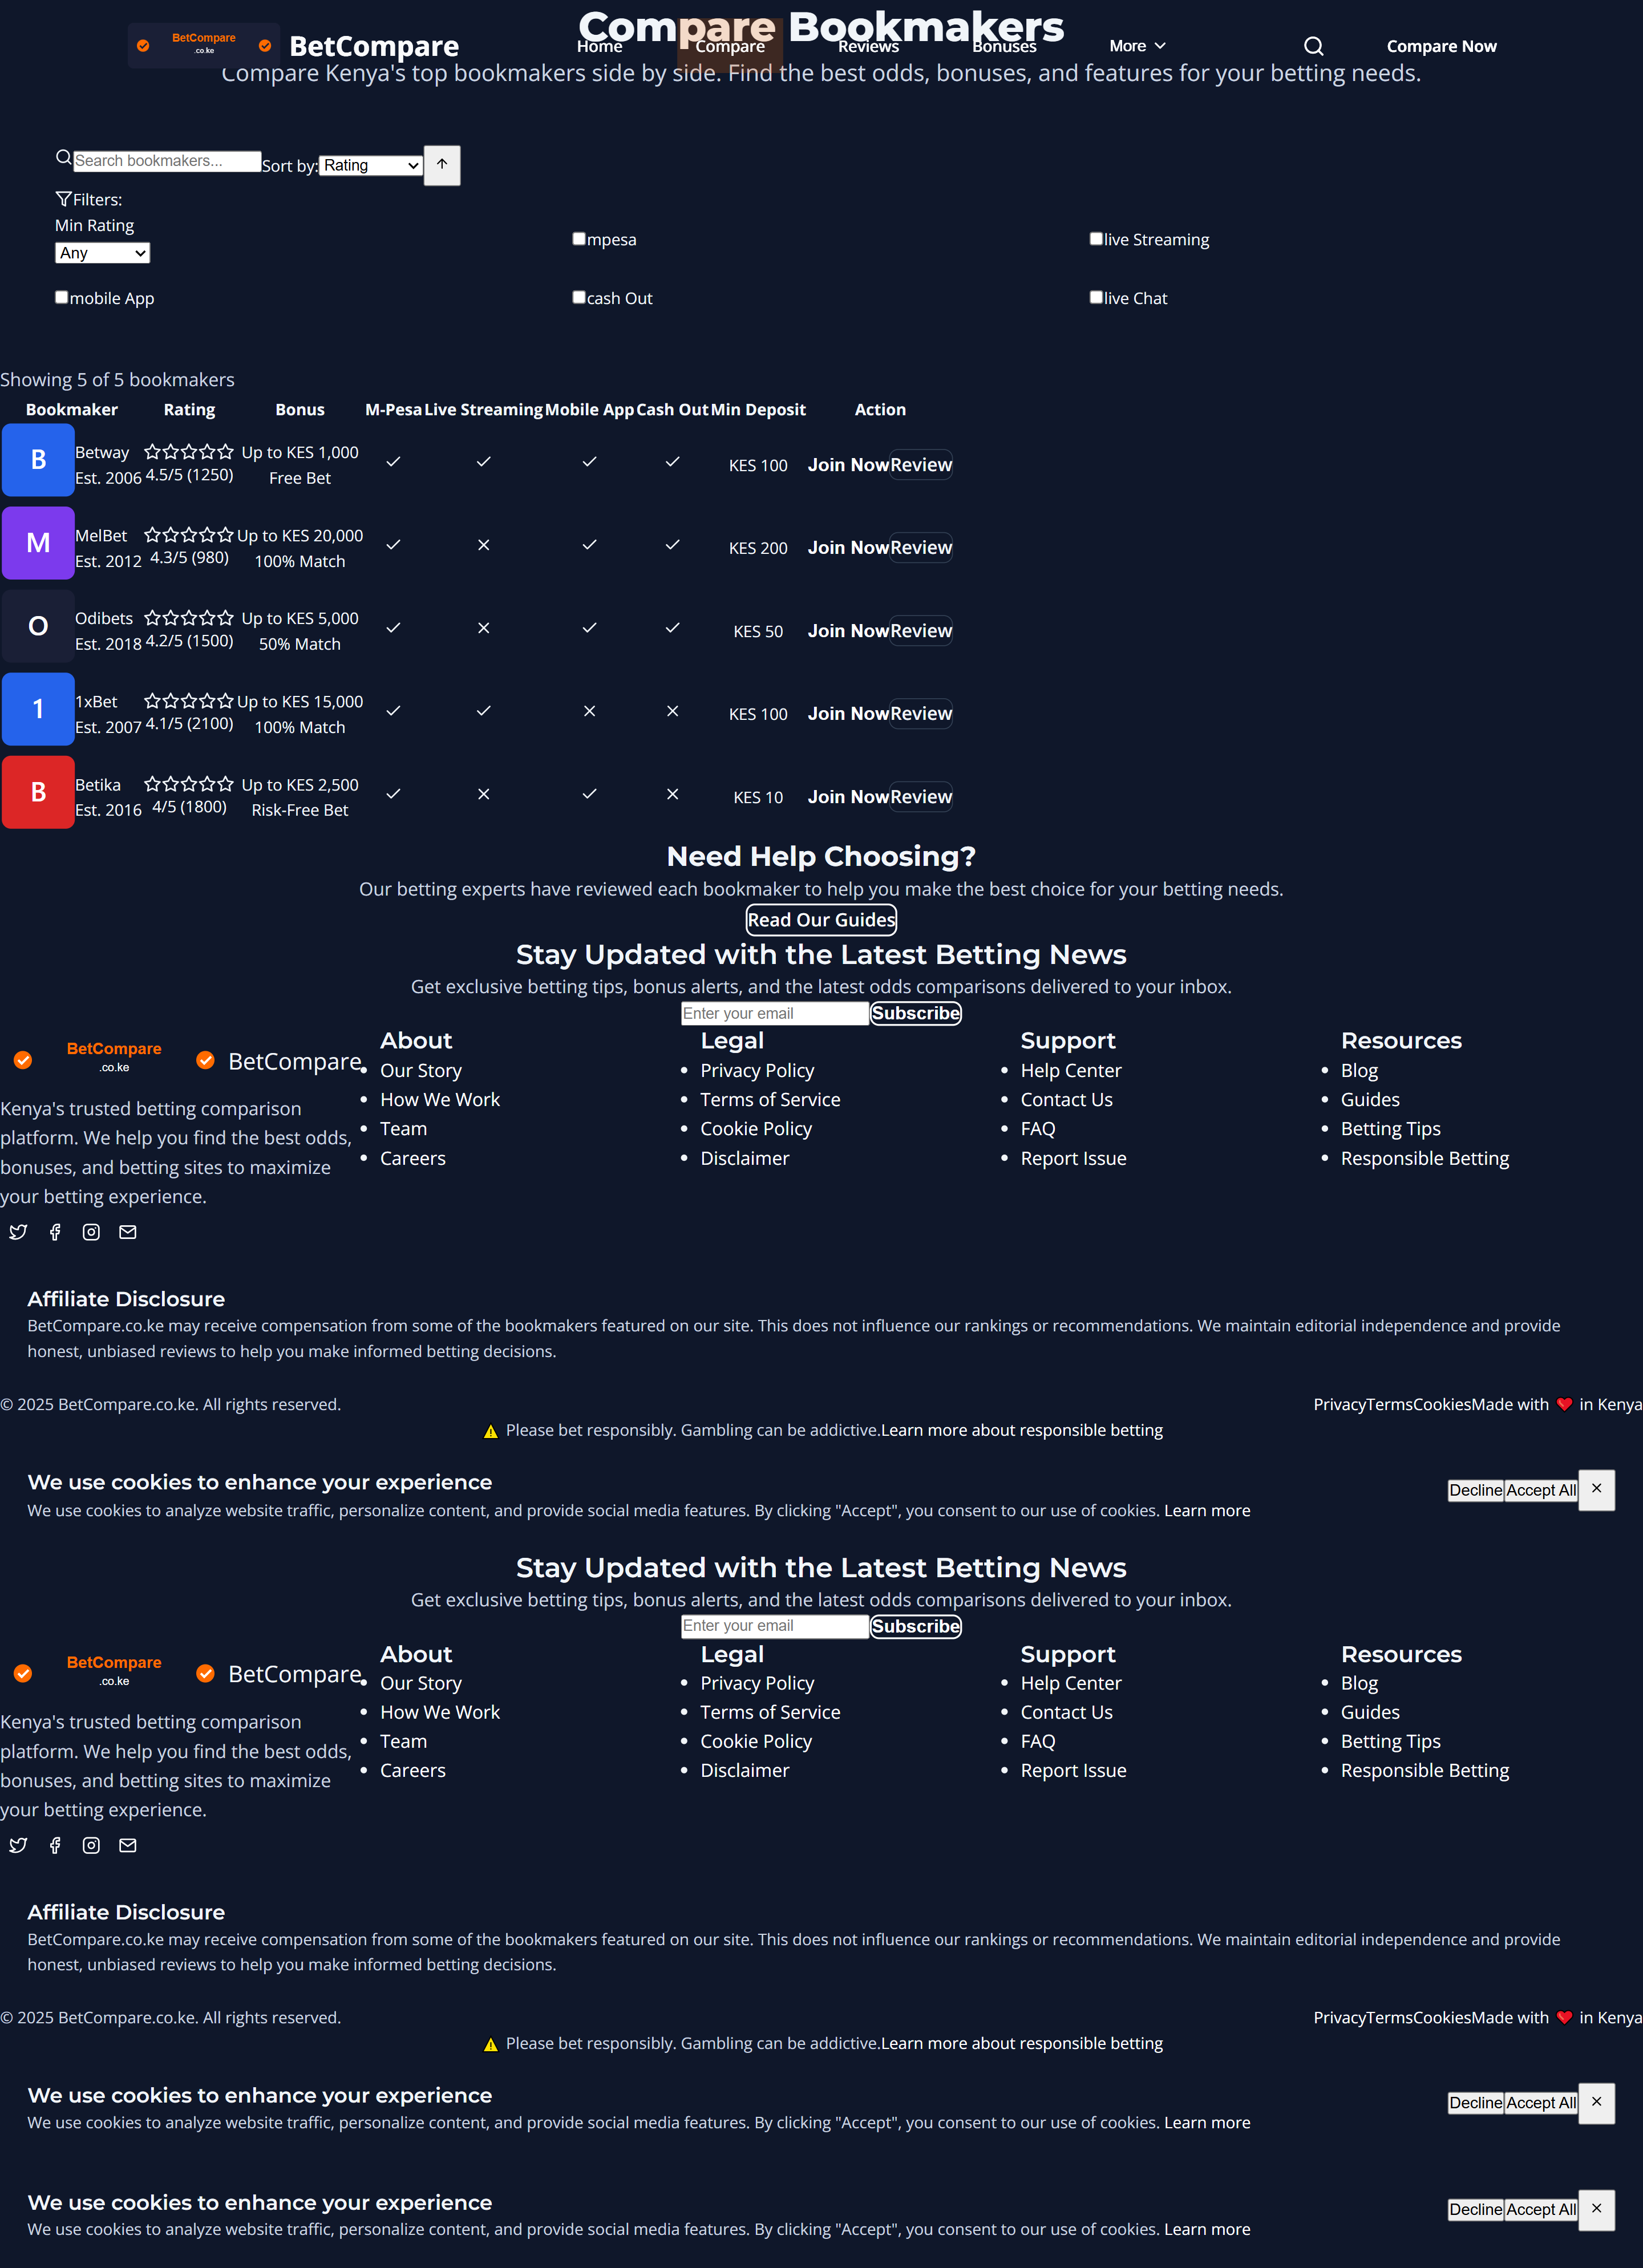 BetCompare
.co.ke
BetCompare
Home
Compare
Reviews
Bonuses
More
Compare Now
Compare Bookmakers
Compare Kenya's top bookmakers side by side. Find the best odds, bonuses, and features for your betting needs.
Search bookmakers...
Sort by:
Rating
Filters:
Min Rating
Any
mpesa
live Streaming
mobile App
cash Out
live Chat
Showing 5 of 5 bookmakers
Bookmaker Rating Bonus M-Pesa Live Streaming Mobile App Cash Out Min Deposit Action
B
Betway
Est. 2006
4.5/5 (1250)
Up to KES 1,000
Free Bet
KES 100
Join Now
Review
M
MelBet
Est. 2012
4.3/5 (980)
Up to KES 20,000
100% Match
KES 200
Join Now
Review
O
Odibets
Est. 2018
4.2/5 (1500)
Up to KES 5,000
50% Match
KES 50
Join Now
Review
1
1xBet
Est. 2007
4.1/5 (2100)
Up to KES 15,000
100% Match
KES 100
Join Now
Review
B
Betika
Est. 2016
4/5 (1800)
Up to KES 2,500
Risk-Free Bet
KES 10
Join Now
Review
Need Help Choosing?
Our betting experts have reviewed each bookmaker to help you make the best choice for your betting needs.
Read Our Guides
Stay Updated with the Latest Betting News
Get exclusive betting tips, bonus alerts, and the latest odds comparisons delivered to your inbox.
Enter your email
Subscribe
BetCompare
.co.ke
BetCompare
Kenya's trusted betting comparison
platform. We help you find the best odds,
bonuses, and betting sites to maximize
your betting experience.
About
Our Story
How We Work
Team
Careers
Legal
Privacy Policy
Terms of Service
Cookie Policy
Disclaimer
Support
Help Center
Contact Us
FAQ
Report Issue
Resources
Blog
Guides
Betting Tips
Responsible Betting
Affiliate Disclosure
BetCompare.co.ke may receive compensation from some of the bookmakers featured on our site. This does not influence our rankings or recommendations. We maintain editorial independence and provide
honest, unbiased reviews to help you make informed betting decisions.
© 2025 BetCompare.co.ke. All rights reserved.
PrivacyTermsCookiesMade with ❤️ in Kenya
⚠️ Please bet responsibly. Gambling can be addictive.Learn more about responsible betting
We use cookies to enhance your experience
We use cookies to analyze website traffic, personalize content, and provide social media features. By clicking "Accept", you consent to our use of cookies. Learn more
Decline
Accept All
Stay Updated with the Latest Betting News
Get exclusive betting tips, bonus alerts, and the latest odds comparisons delivered to your inbox.
Enter your email
Subscribe
BetCompare
.co.ke
BetCompare
Kenya's trusted betting comparison
platform. We help you find the best odds,
bonuses, and betting sites to maximize
your betting experience.
About
Our Story
How We Work
Team
Careers
Legal
Privacy Policy
Terms of Service
Cookie Policy
Disclaimer
Support
Help Center
Contact Us
FAQ
Report Issue
Resources
Blog
Guides
Betting Tips
Responsible Betting
Affiliate Disclosure
BetCompare.co.ke may receive compensation from some of the bookmakers featured on our site. This does not influence our rankings or recommendations. We maintain editorial independence and provide
honest, unbiased reviews to help you make informed betting decisions.
© 2025 BetCompare.co.ke. All rights reserved.
PrivacyTermsCookiesMade with ❤️ in Kenya
⚠️ Please bet responsibly. Gambling can be addictive.Learn more about responsible betting
We use cookies to enhance your experience
We use cookies to analyze website traffic, personalize content, and provide social media features. By clicking "Accept", you consent to our use of cookies. Learn more
Decline
Accept All
We use cookies to enhance your experience
We use cookies to analyze website traffic, personalize content, and provide social media features. By clicking "Accept", you consent to our use of cookies. Learn more
Decline
Accept All